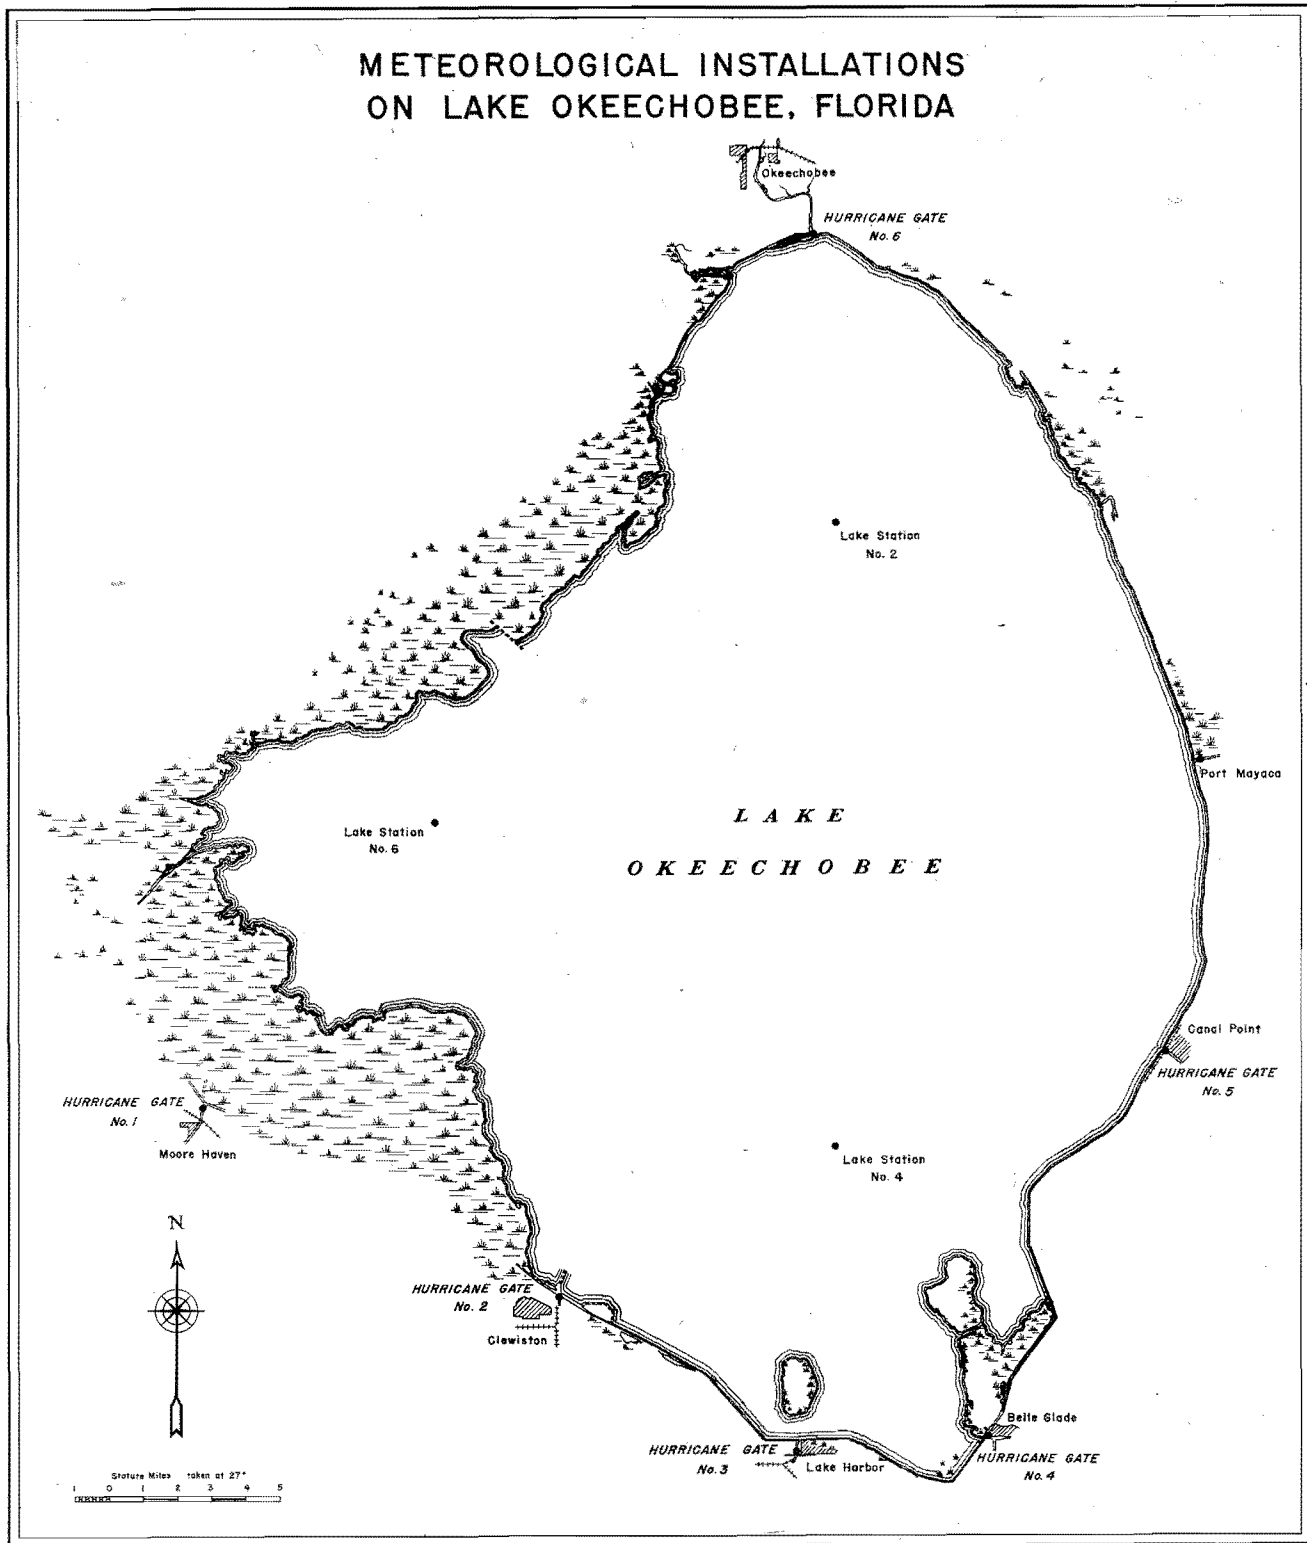 METEOROLOGICAL INSTALLATIONS
ON LAKE OKEECHOBEE, FLORIDA
Okeechobee
HURRICANE GATE
No. 6
Lake Station
No. 2
Port Mayaca
LAKE
OKEECHOBEE
Lake Station
No. 6
Canal Point
HURRICANE GATE
No. 5
HURRICANE GATE
No. 1
Moore Haven
Lake Station
No. 4
N
HURRICANE GATE
No. 2
Clewiston
Belle Glade
HURRICANE GATE
No. 3
Lake Harbor
HURRICANE GATE
No. 4
Statute Miles taken at 27°
1 0 1 2 3 4 5